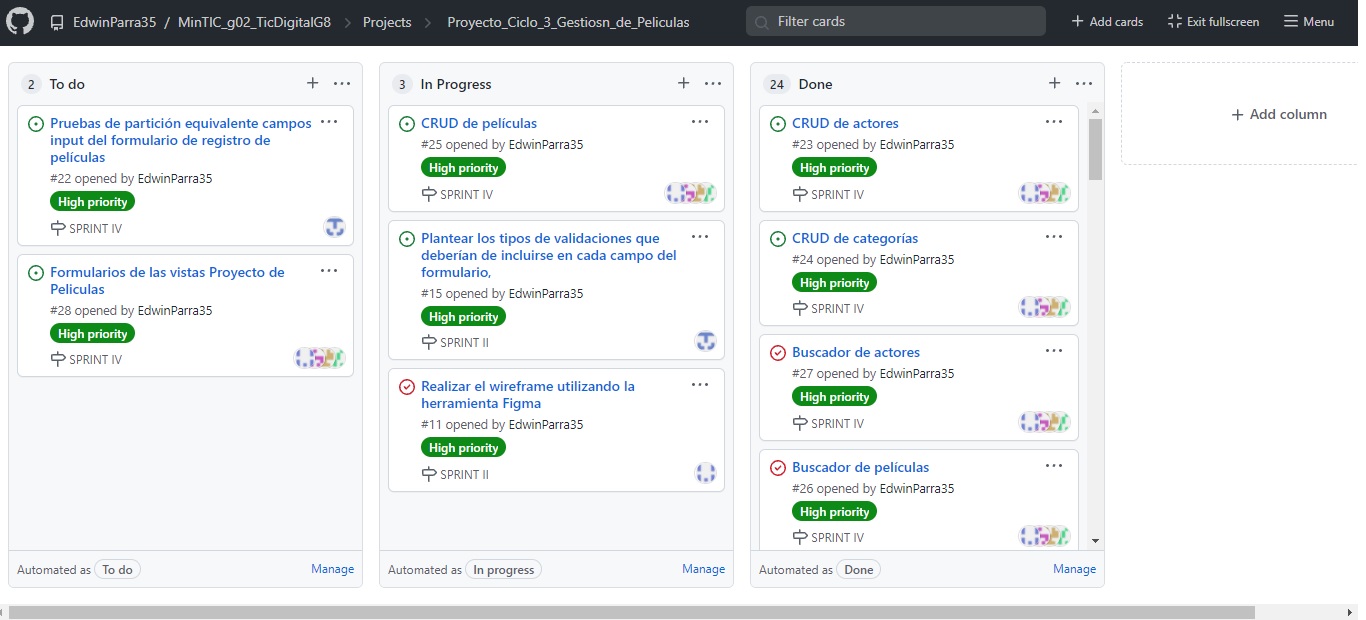 EdwinParra35 / MinTIC_g02_TicDigitalG8 Projects Proyecto_Ciclo_3_Gestiosn_de_Peliculas Filter cards + Add cards Exit fullscreen Menu
2 To do
Pruebas de partición equivalente campos
input del formulario de registro de
películas
#22 opened by EdwinParra35
High priority
SPRINT IV
Formularios de las vistas Proyecto de
Peliculas
#28 opened by EdwinParra35
High priority
SPRINT IV
Automated as To do Manage
3 In Progress
CRUD de películas
#25 opened by EdwinParra35
High priority
SPRINT IV
Plantear los tipos de validaciones que
deberían de incluirse en cada campo del
formulario,
#15 opened by EdwinParra35
High priority
SPRINT II
Realizar el wireframe utilizando la
herramienta Figma
#11 opened by EdwinParra35
High priority
SPRINT II
Automated as In progress Manage
24 Done
CRUD de actores
#23 opened by EdwinParra35
High priority
SPRINT IV
CRUD de categorías
#24 opened by EdwinParra35
High priority
SPRINT IV
Buscador de actores
#27 opened by EdwinParra35
High priority
SPRINT IV
Buscador de películas
#26 opened by EdwinParra35
High priority
SPRINT IV
Automated as Done Manage
+ Add column